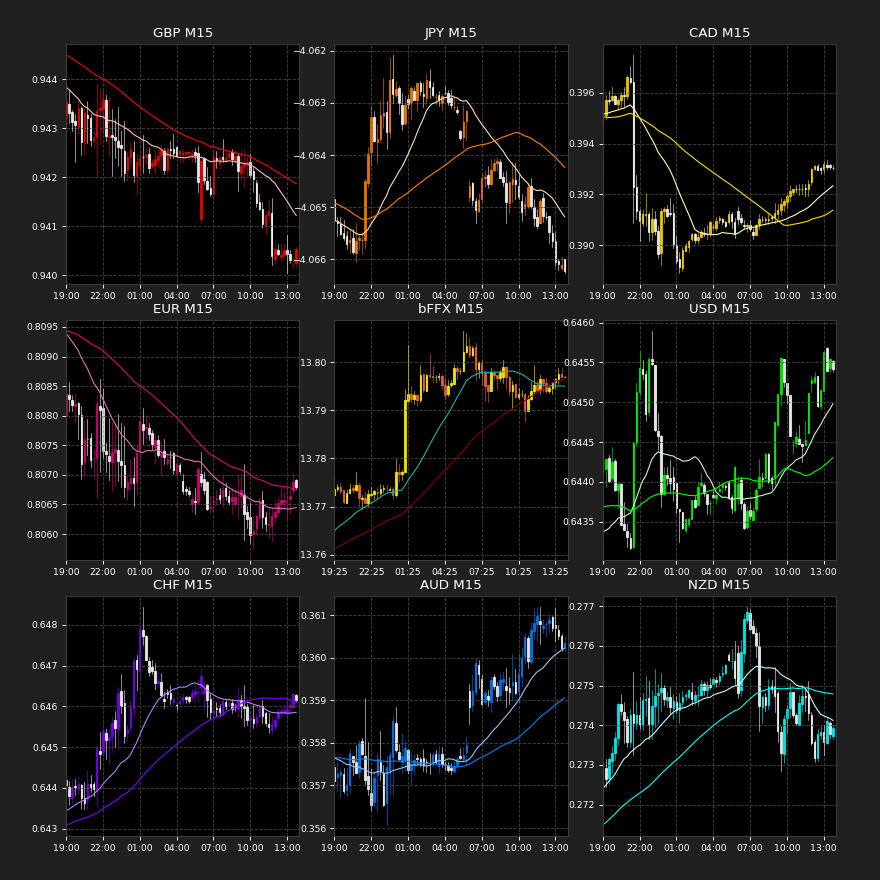 GBP M15
0.944
0.943
0.942
0.941
0.940
19:00 22:00 01:00 04:00 07:00 10:00 13:00
JPY M15
−4.062
−4.063
−4.064
−4.065
−4.066
19:00 22:00 01:00 04:00 07:00 10:00 13:00
CAD M15
0.396
0.394
0.392
0.390
19:00 22:00 01:00 04:00 07:00 10:00 13:00
EUR M15
0.8095
0.8090
0.8085
0.8080
0.8075
0.8070
0.8065
0.8060
19:00 22:00 01:00 04:00 07:00 10:00 13:00
bFFX M15
13.80
13.79
13.78
13.77
13.76
19:25 22:25 01:25 04:25 07:25 10:25 13:25
USD M15
0.6460
0.6455
0.6450
0.6445
0.6440
0.6435
19:00 22:00 01:00 04:00 07:00 10:00 13:00
CHF M15
0.648
0.647
0.646
0.645
0.644
0.643
19:00 22:00 01:00 04:00 07:00 10:00 13:00
AUD M15
0.361
0.360
0.359
0.358
0.357
0.356
19:00 22:00 01:00 04:00 07:00 10:00 13:00
NZD M15
0.277
0.276
0.275
0.274
0.273
0.272
19:00 22:00 01:00 04:00 07:00 10:00 13:00